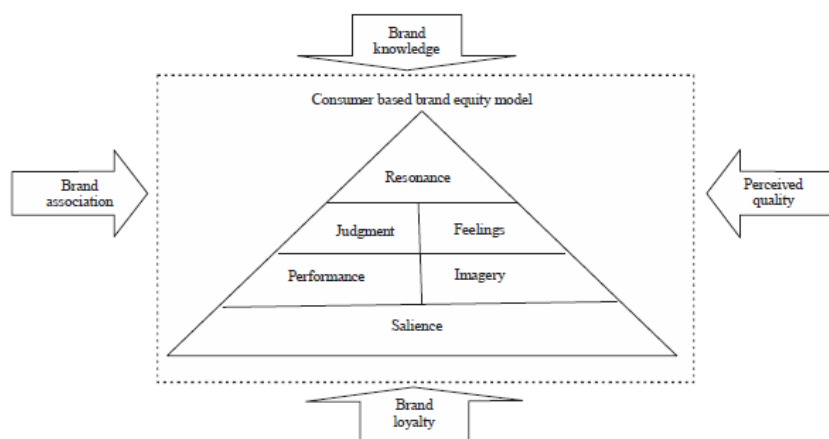 Brand
knowledge
Consumer based brand equity model
Resonance
Brand
association
Perceived
quality
Judgment
Feelings
Performance
Imagery
Salience
Brand
loyalty